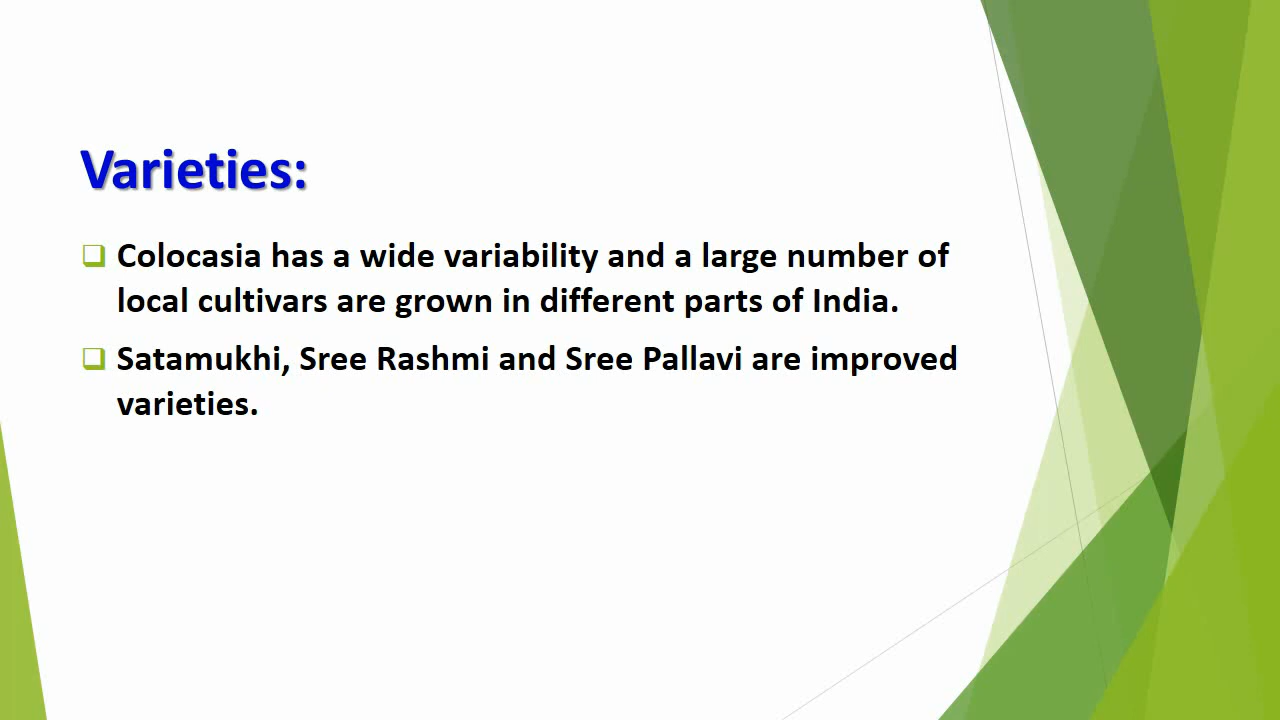 Varieties:
Colocasia has a wide variability and a large number of
local cultivars are grown in different parts of India.
Satamukhi, Sree Rashmi and Sree Pallavi are improved
varieties.